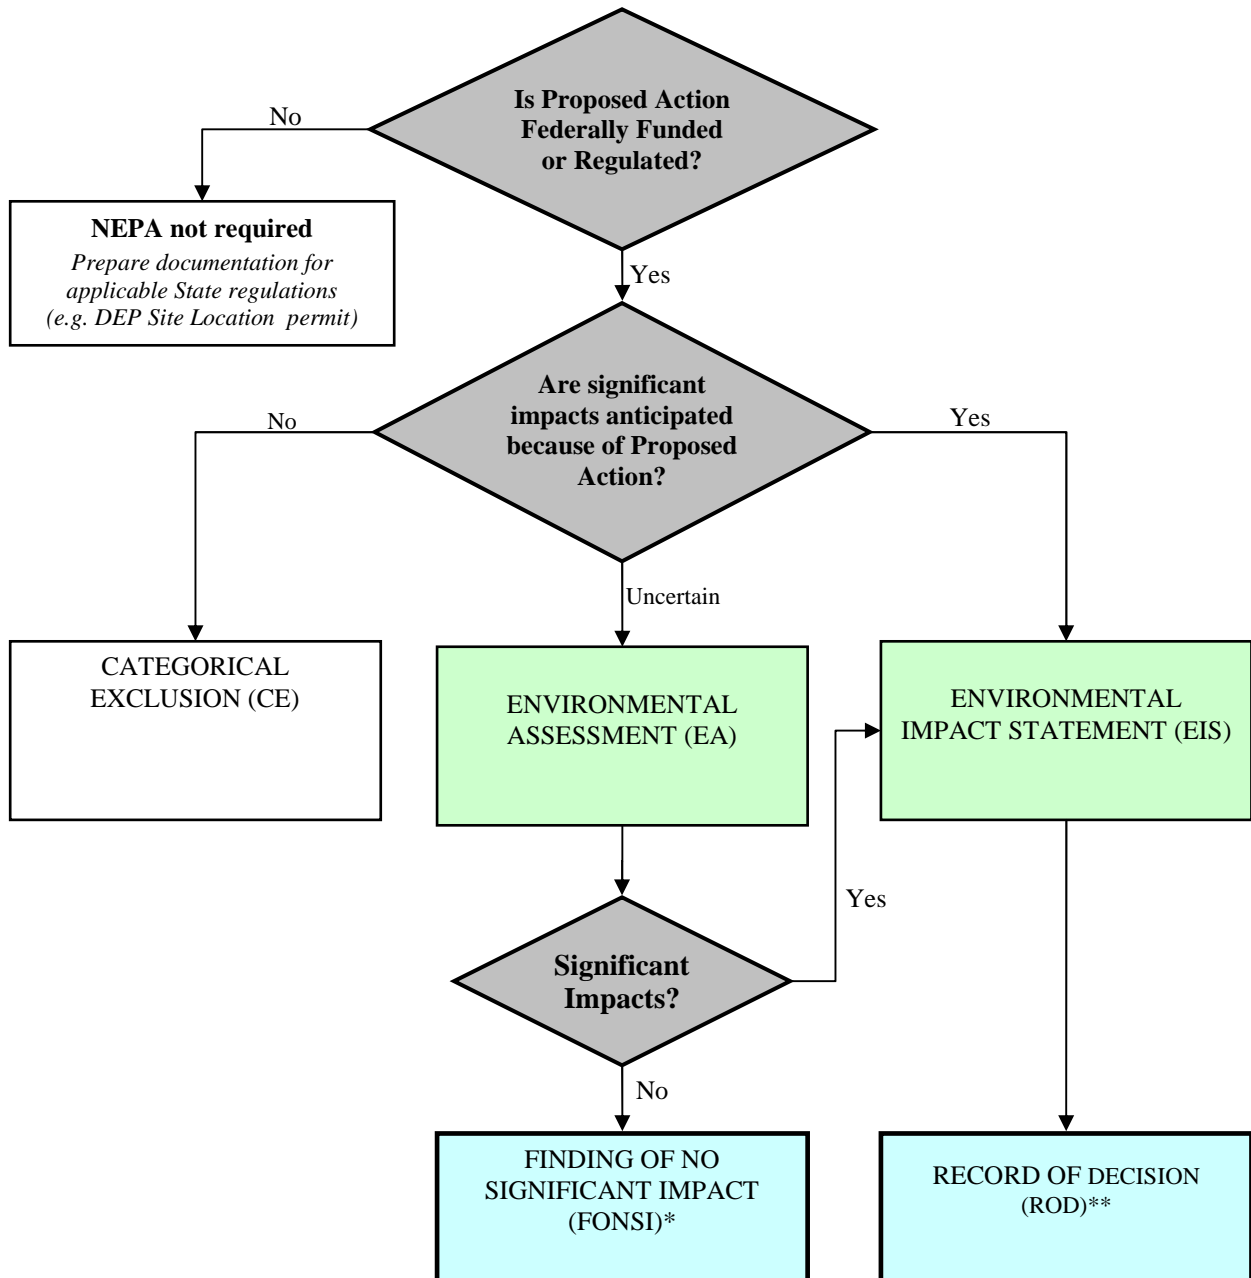 Is Proposed Action
Federally Funded
or Regulated?
No
NEPA not required
Prepare documentation for
applicable State regulations
(e.g. DEP Site Location permit)
Yes
Are significant
impacts anticipated
because of Proposed
Action?
No
Yes
Uncertain
CATEGORICAL
EXCLUSION (CE)
ENVIRONMENTAL
ASSESSMENT (EA)
ENVIRONMENTAL
IMPACT STATEMENT (EIS)
Yes
Significant
Impacts?
No
FINDING OF NO
SIGNIFICANT IMPACT
(FONSI)*
RECORD OF DECISION
(ROD)**